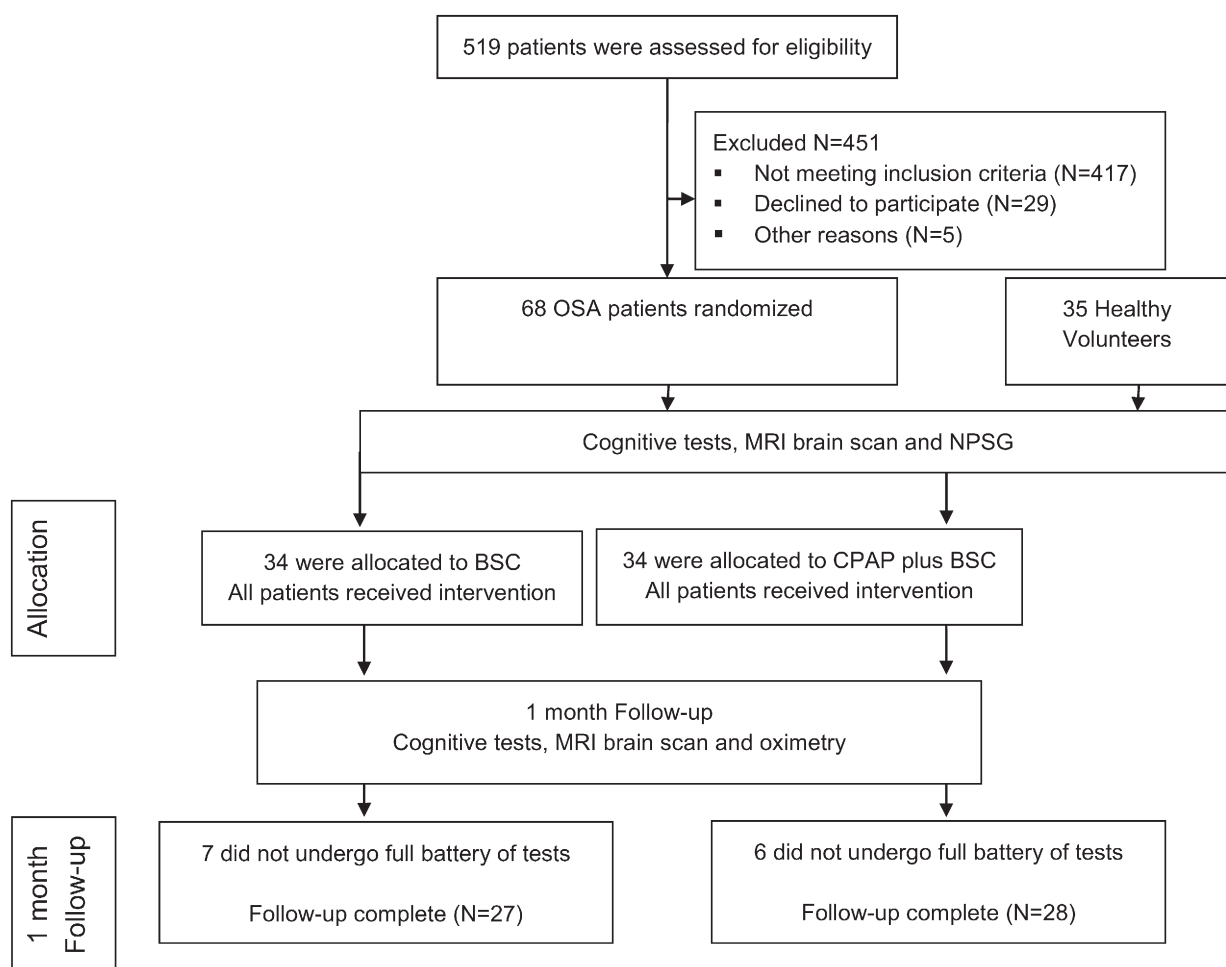 519 patients were assessed for eligibility
Excluded N=451
▪ Not meeting inclusion criteria (N=417)
▪ Declined to participate (N=29)
▪ Other reasons (N=5)
68 OSA patients randomized
35 Healthy
Volunteers
Cognitive tests, MRI brain scan and NPSG
Allocation
34 were allocated to BSC
All patients received intervention
34 were allocated to CPAP plus BSC
All patients received intervention
1 month Follow-up
Cognitive tests, MRI brain scan and oximetry
1 month
Follow-up
7 did not undergo full battery of tests
Follow-up complete (N=27)
6 did not undergo full battery of tests
Follow-up complete (N=28)